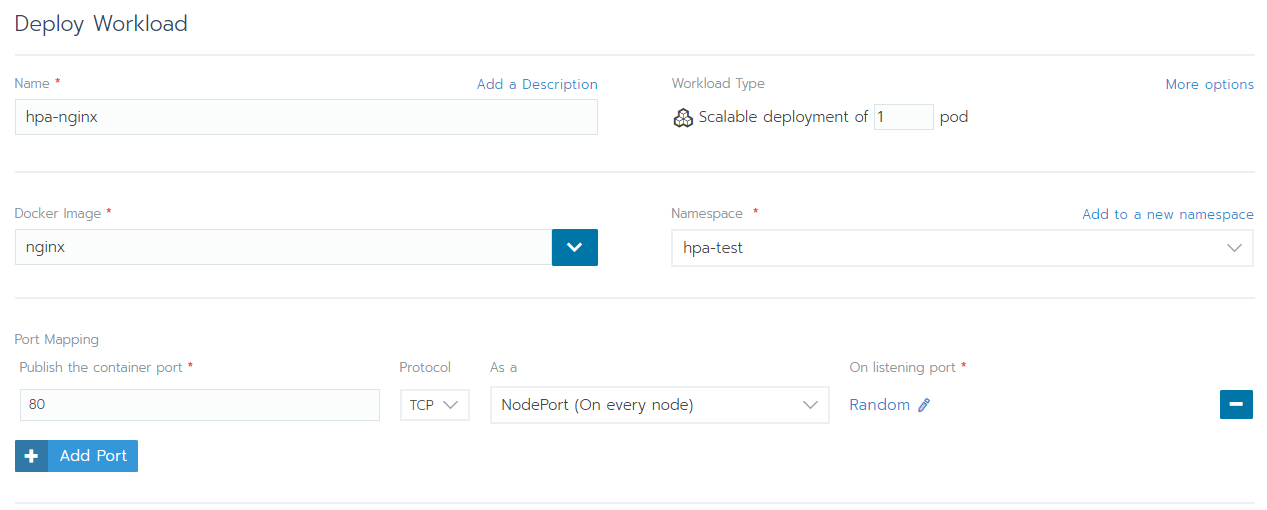 Deploy Workload
Name * Add a Description
hpa-nginx
Workload Type More options
Scalable deployment of 1 pod
Docker Image *
nginx
Namespace * Add to a new namespace
hpa-test
Port Mapping
Publish the container port * Protocol As a On listening port *
80 TCP NodePort (On every node) Random
Add Port